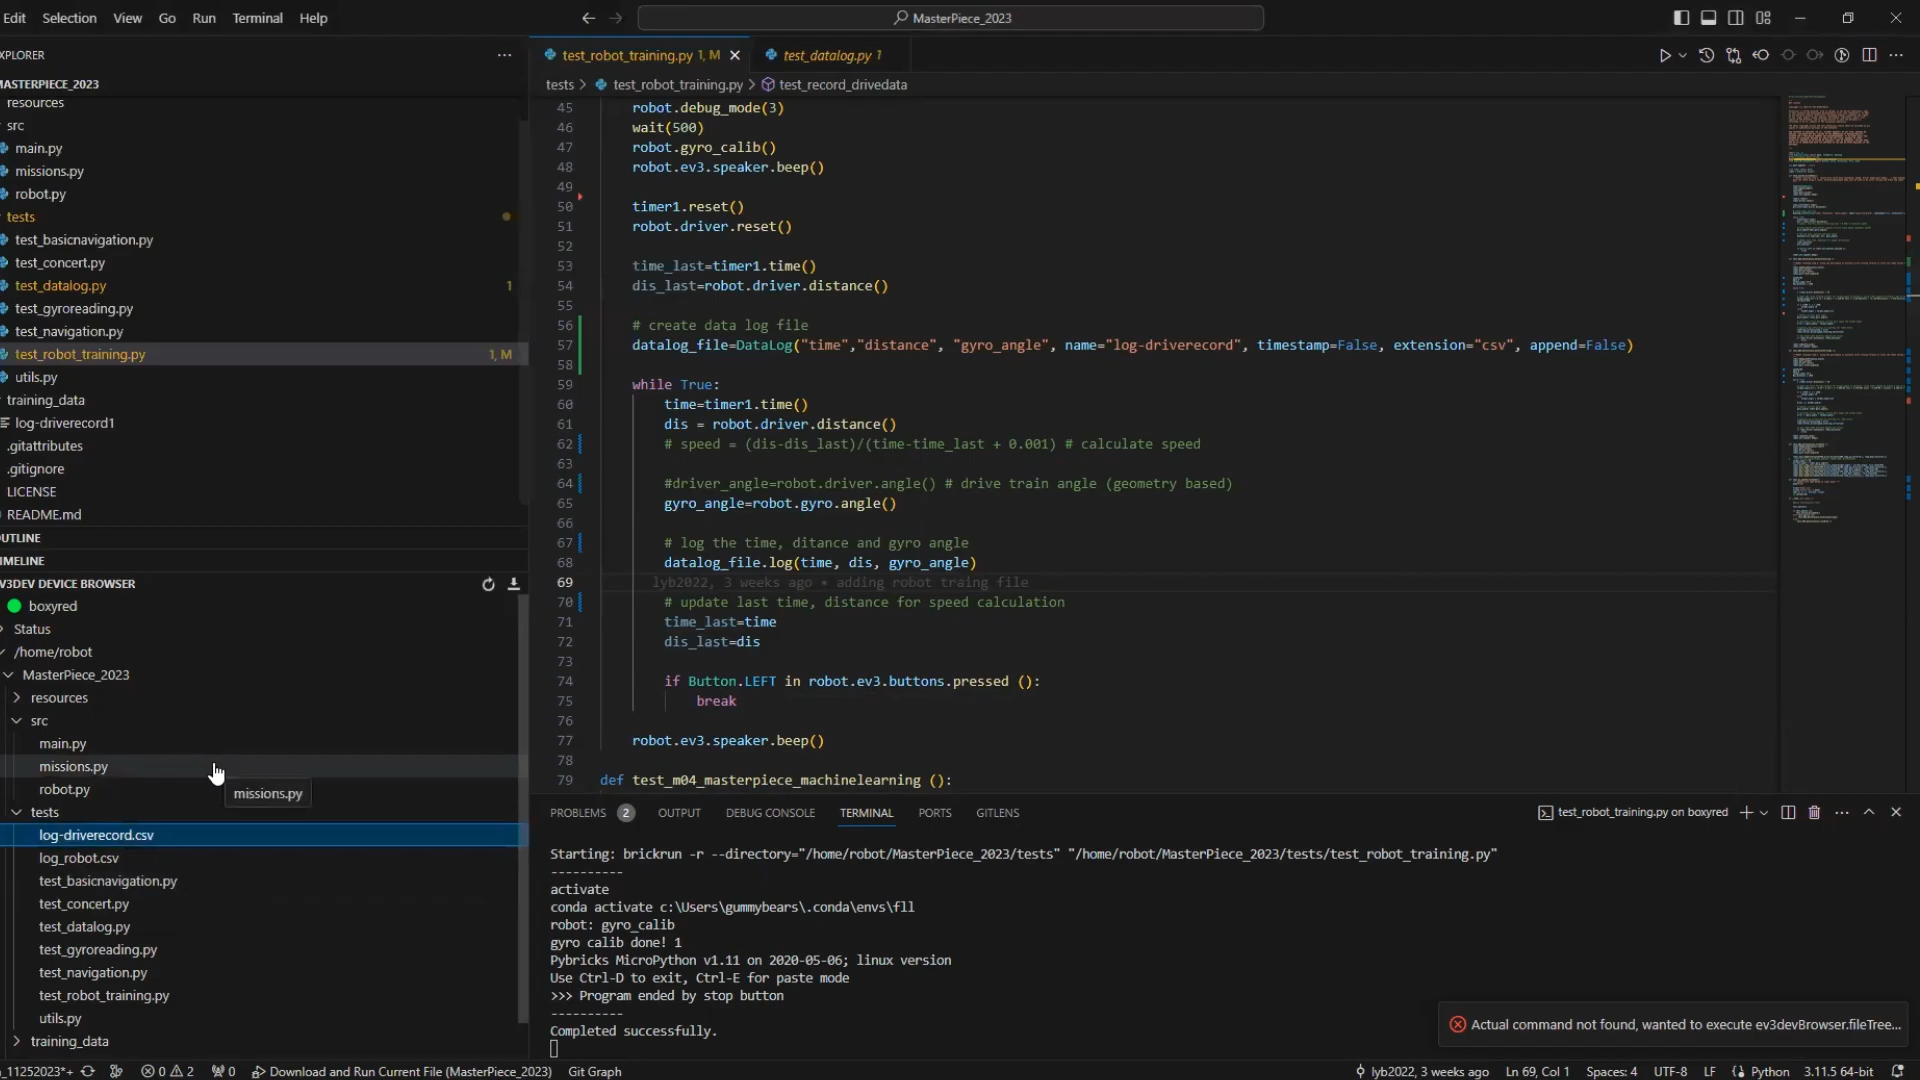 Edit Selection View Go Run Terminal Help
MasterPiece_2023
XPLORER
MASTERPIECE_2023
resources
src
main.py
missions.py
robot.py
tests
test_basicnavigation.py
test_concert.py
test_datalog.py 1
test_gyroreading.py
test_navigation.py
test_robot_training.py 1, M
utils.py
training_data
log-driverecord1
.gitattributes
.gitignore
LICENSE
README.md
OUTLINE
IMELINE
V3DEV DEVICE BROWSER
boxyred
Status
/home/robot
MasterPiece_2023
resources
src
main.py
missions.py
robot.py
missions.py
tests
log-driverecord.csv
log_robot.csv
test_basicnavigation.py
test_concert.py
test_datalog.py
test_gyroreading.py
test_navigation.py
test_robot_training.py
utils.py
training_data
test_robot_training.py 1, M
test_datalog.py 1
tests > test_robot_training.py > test_record_drivedata
45 robot.debug_mode(3)
46 wait(500)
47 robot.gyro_calib()
48 robot.ev3.speaker.beep()
49
50 timer1.reset()
51 robot.driver.reset()
52
53 time_last=timer1.time()
54 dis_last=robot.driver.distance()
55
56 # create data log file
57 datalog_file=DataLog("time","distance", "gyro_angle", name="log-driverecord", timestamp=False, extension="csv", append=False)
58
59 while True:
60 time=timer1.time()
61 dis = robot.driver.distance()
62 # speed = (dis-dis_last)/(time-time_last + 0.001) # calculate speed
63
64 #driver_angle=robot.driver.angle() # drive train angle (geometry based)
65 gyro_angle=robot.gyro.angle()
66
67 # log the time, ditance and gyro angle
68 datalog_file.log(time, dis, gyro_angle)
69 lyb2022, 3 weeks ago • adding robot traing file
70 # update last time, distance for speed calculation
71 time_last=time
72 dis_last=dis
73
74 if Button.LEFT in robot.ev3.buttons.pressed ():
75 break
76
77 robot.ev3.speaker.beep()
78
79 def test_m04_masterpiece_machinelearning ():
PROBLEMS 2 OUTPUT DEBUG CONSOLE TERMINAL PORTS GITLENS
test_robot_training.py on boxyred
Starting: brickrun -r --directory="/home/robot/MasterPiece_2023/tests" "/home/robot/MasterPiece_2023/tests/test_robot_training.py"
----------
activate
conda activate c:\Users\gummybears\.conda\envs\fll
robot: gyro_calib
gyro calib done! 1
Pybricks MicroPython v1.11 on 2020-05-06; linux version
Use Ctrl-D to exit, Ctrl-E for paste mode
>>> Program ended by stop button
----------
Completed successfully.
Actual command not found, wanted to execute ev3devBrowser.fileTree...
_11252023*+ 0 2 0 Download and Run Current File (MasterPiece_2023) Git Graph
lyb2022, 3 weeks ago Ln 69, Col 1 Spaces: 4 UTF-8 LF Python 3.11.5 64-bit